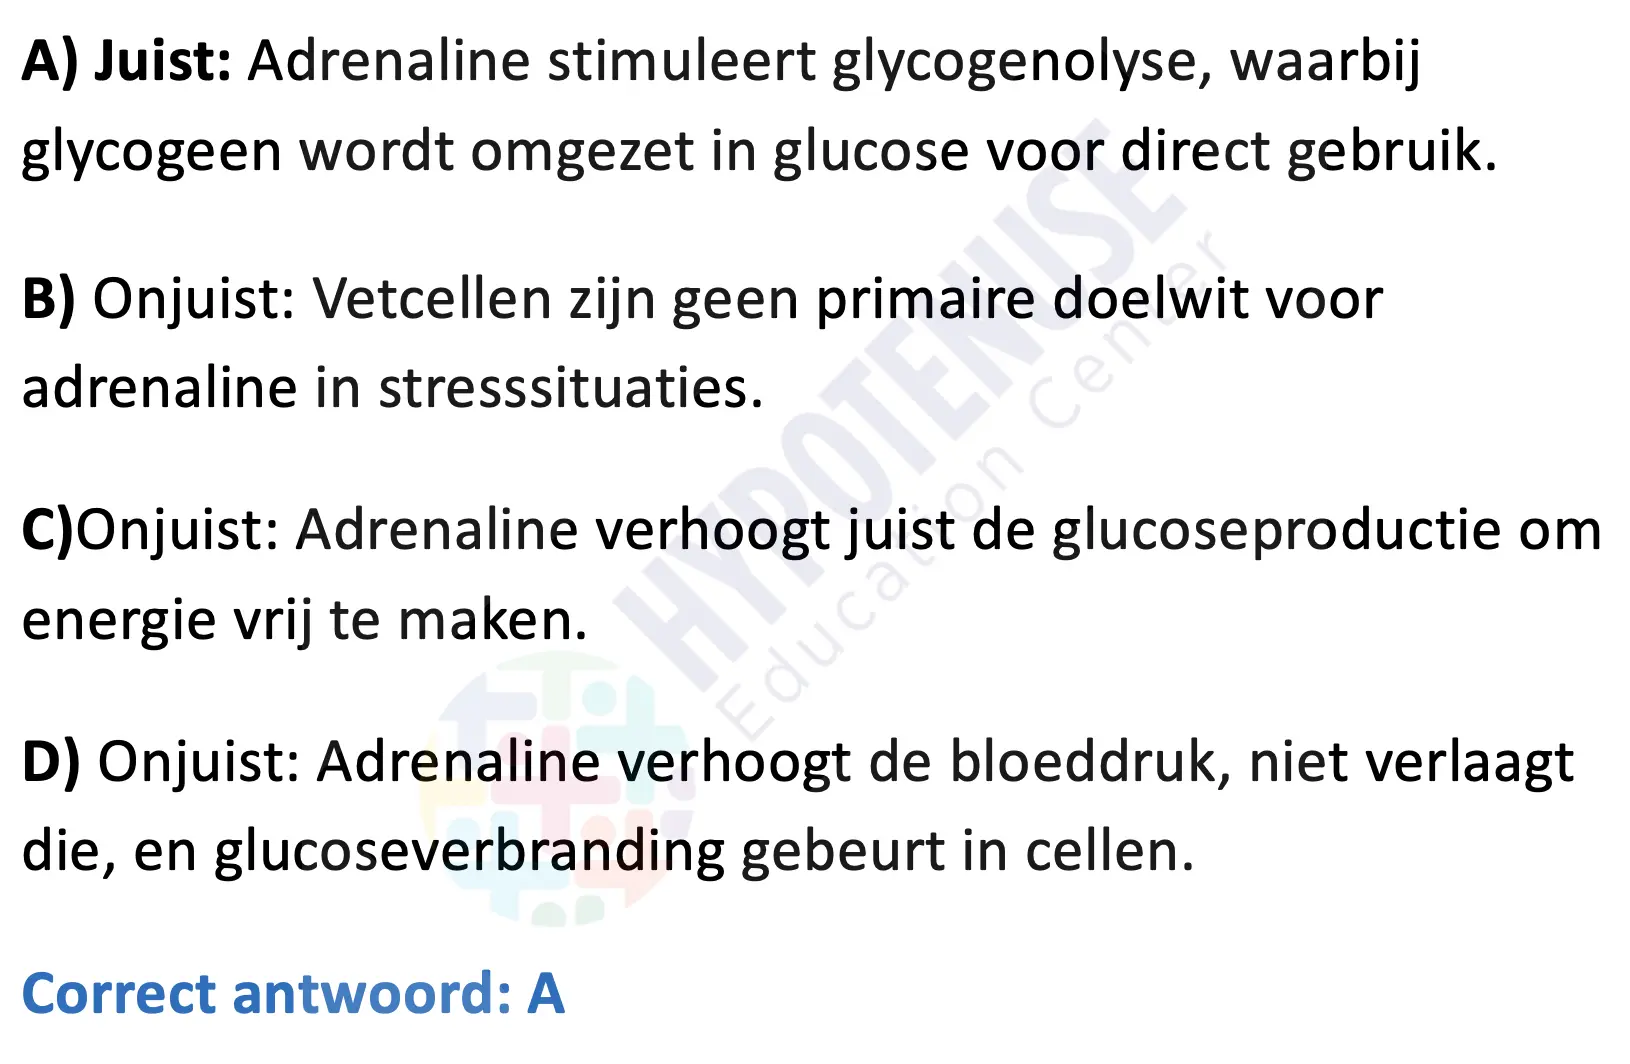 A) Juist: Adrenaline stimuleert glycogenolyse, waarbij
glycogeen wordt omgezet in glucose voor direct gebruik.
B) Onjuist: Vetcellen zijn geen primaire doelwit voor
adrenaline in stresssituaties.
C)Onjuist: Adrenaline verhoogt juist de glucoseproductie om
energie vrij te maken.
D) Onjuist: Adrenaline verhoogt de bloeddruk, niet verlaagt
die, en glucoseverbranding gebeurt in cellen.
Correct antwoord: A
HYPOTENUSE
Education Center